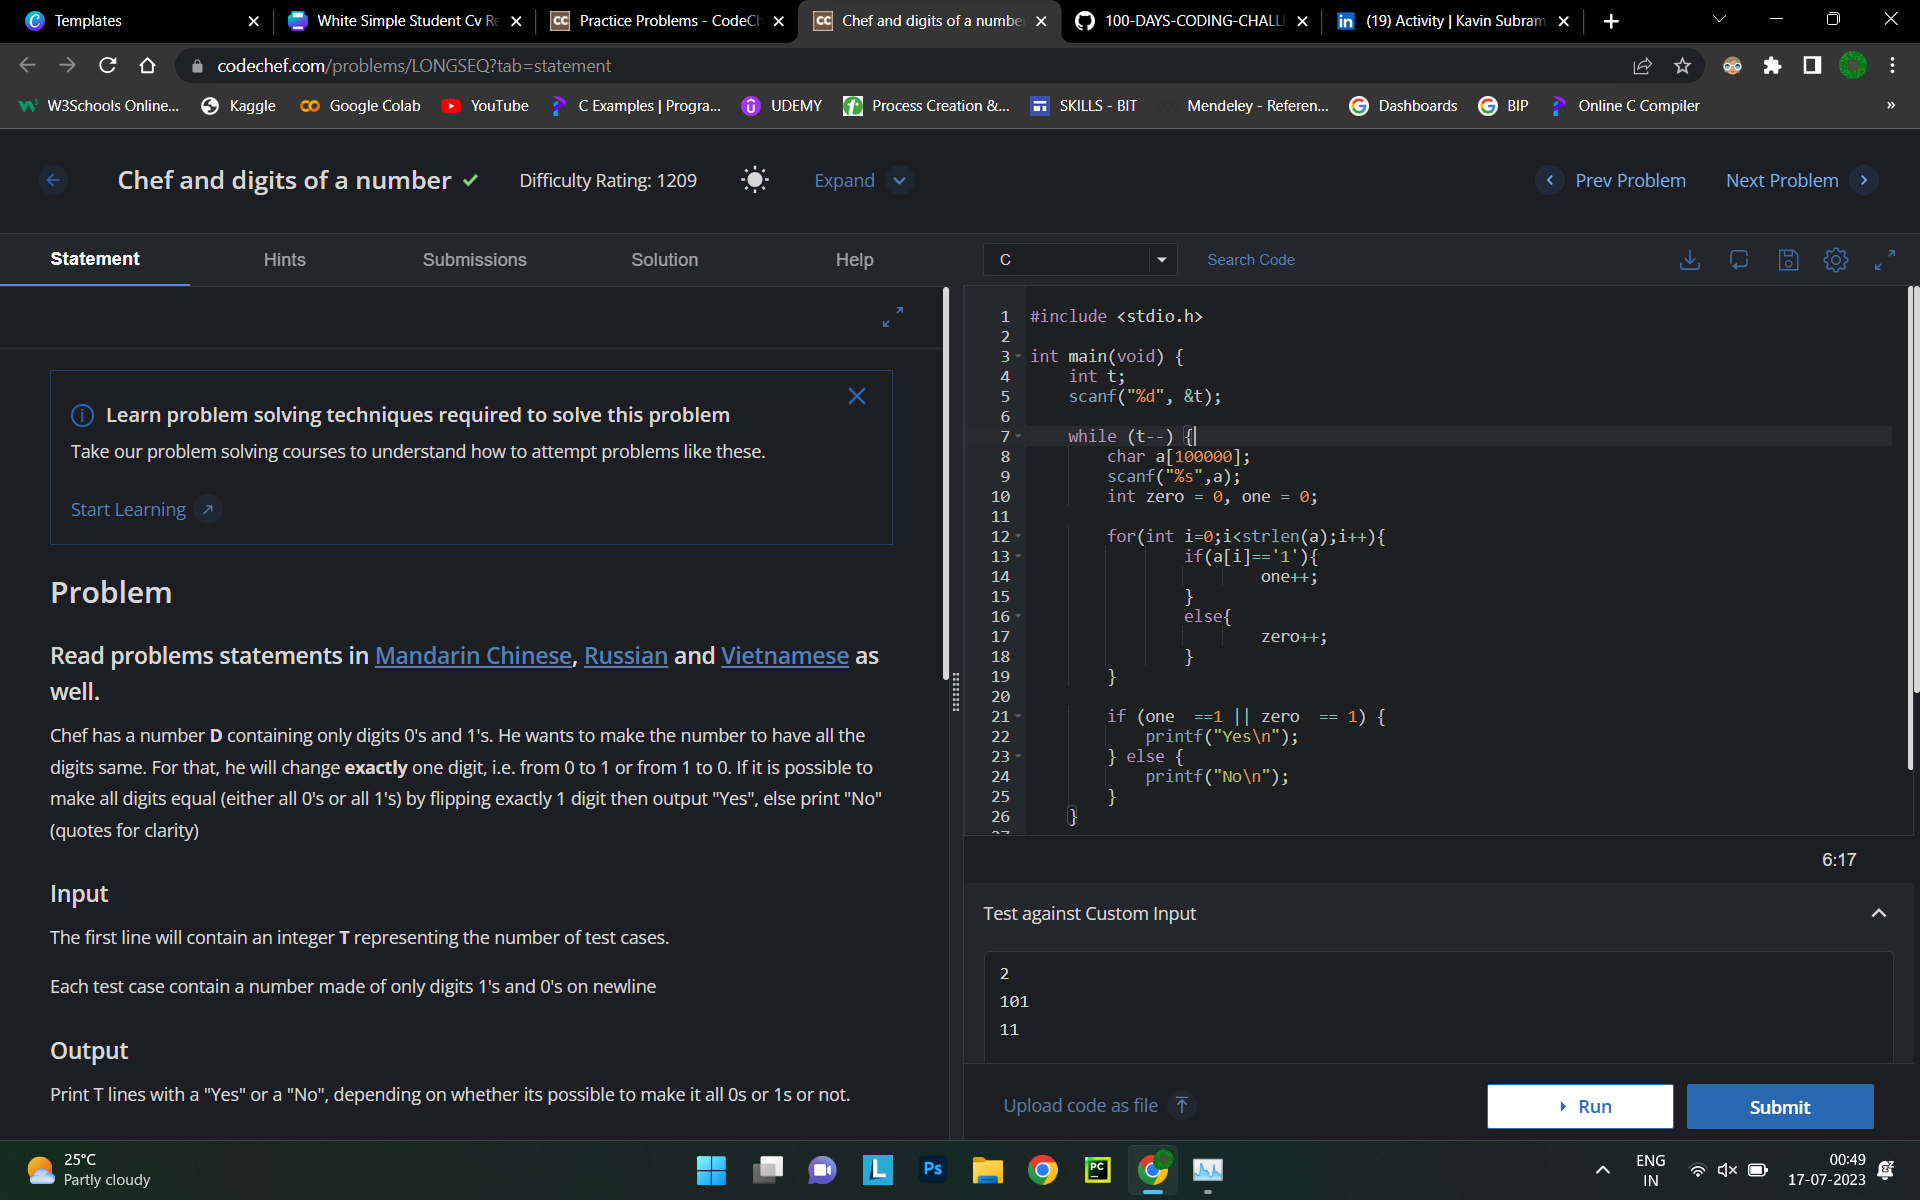 Templates
White Simple Student Cv Re
Practice Problems - CodeCh
Chef and digits of a number
100-DAYS-CODING-CHALL
(19) Activity | Kavin Subram
codechef.com/problems/LONGSEQ?tab=statement
W3Schools Online...
Kaggle
Google Colab
YouTube
C Examples | Progra...
UDEMY
Process Creation &...
SKILLS - BIT
Mendeley - Referen...
Dashboards
BIP
Online C Compiler
»
Chef and digits of a number
Difficulty Rating: 1209
Expand
Prev Problem
Next Problem
Statement
Hints
Submissions
Solution
Help
C
Search Code
Learn problem solving techniques required to solve this problem
Take our problem solving courses to understand how to attempt problems like these.
Start Learning
Problem
Read problems statements in Mandarin Chinese, Russian and Vietnamese as
well.
Chef has a number D containing only digits 0's and 1's. He wants to make the number to have all the
digits same. For that, he will change exactly one digit, i.e. from 0 to 1 or from 1 to 0. If it is possible to
make all digits equal (either all 0's or all 1's) by flipping exactly 1 digit then output "Yes", else print "No"
(quotes for clarity)
Input
The first line will contain an integer T representing the number of test cases.
Each test case contain a number made of only digits 1's and 0's on newline
Output
Print T lines with a "Yes" or a "No", depending on whether its possible to make it all 0s or 1s or not.
1 #include <stdio.h>
2
3 int main(void) {
4 int t;
5 scanf("%d", &t);
6
7 while (t--) {
8 char a[100000];
9 scanf("%s",a);
10 int zero = 0, one = 0;
11
12 for(int i=0;i<strlen(a);i++){
13 if(a[i]=='1'){
14 one++;
15 }
16 else{
17 zero++;
18 }
19 }
20
21 if (one  ==1 || zero  == 1) {
22 printf("Yes\n");
23 } else {
24 printf("No\n");
25 }
26 }
6:17
Test against Custom Input
2
101
11
Upload code as file
Run
Submit
25°C
Partly cloudy
L
Ps
PC
ENG
IN
00:49
17-07-2023